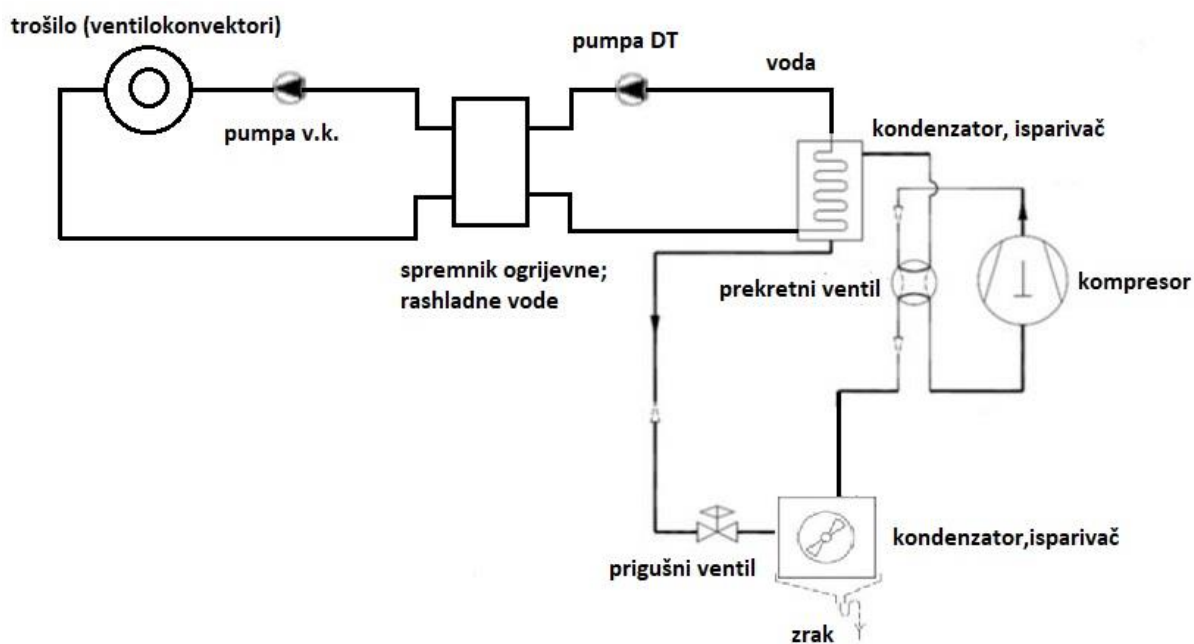 trošilo (ventilokonvektori)
pumpa DT
voda
pumpa v.k.
kondenzator, isparivač
spremnik ogrijevne;
rashladne vode
prekretni ventil
kompresor
kondenzator,isparivač
prigušni ventil
zrak